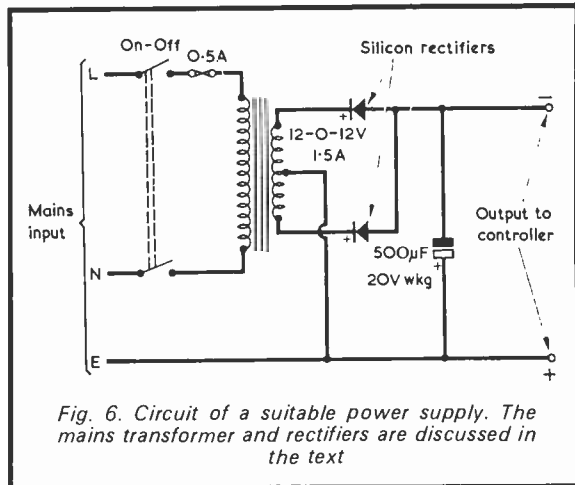 On-Off
0·5A
Silicon rectifiers
L
+
−
12-0-12V
1·5A
Mains
input
Output to
controller
+
500µF
N
20V wkg
+
E
+
Fig. 6. Circuit of a suitable power supply. The
mains transformer and rectifiers are discussed in
the text